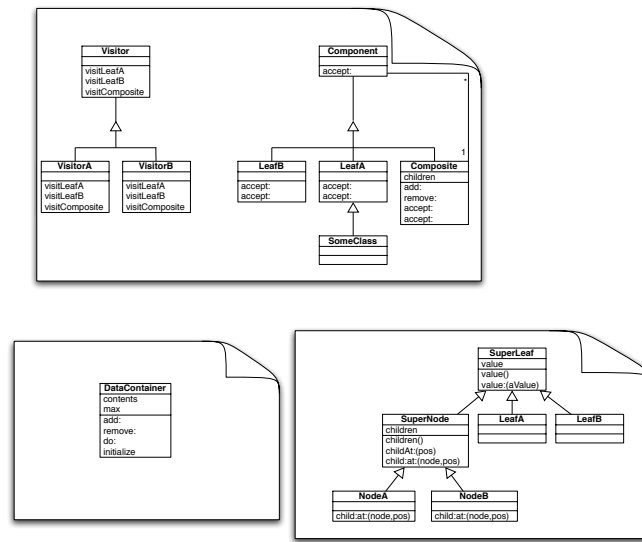 Visitor
visitLeafA
visitLeafB
visitComposite
Component
accept:
*
1
VisitorA
visitLeafA
visitLeafB
visitComposite
VisitorB
visitLeafA
visitLeafB
visitComposite
LeafB
accept:
accept:
LeafA
accept:
accept:
Composite
children
add:
remove:
accept:
accept:
SomeClass
DataContainer
contents
max
add:
remove:
do:
initialize
SuperLeaf
value
value()
value:(aValue)
SuperNode
children
children()
childAt:(pos)
child:at:(node,pos)
LeafA
LeafB
NodeA
child:at:(node,pos)
NodeB
child:at:(node,pos)